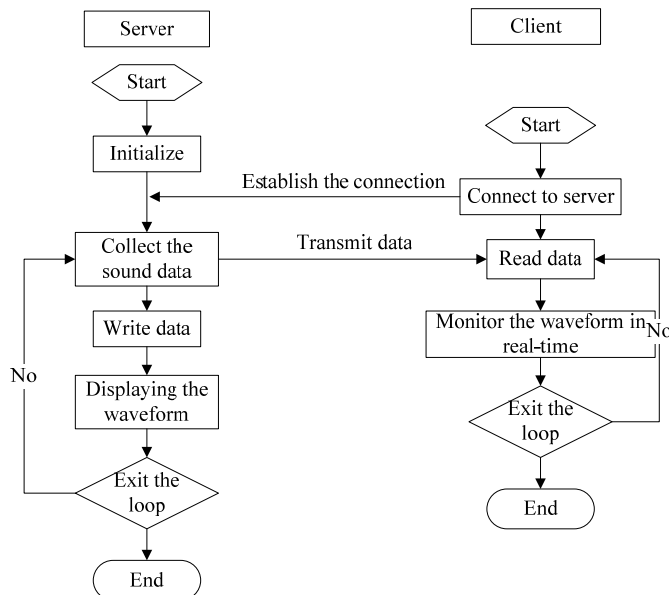 Server
Client
Start
Start
Initialize
Establish the connection
Connect to server
Collect the
sound data
Transmit data
Read data
Write data
Monitor the waveform in
real-time
No
No
Displaying the
waveform
Exit the
loop
Exit the
loop
End
End